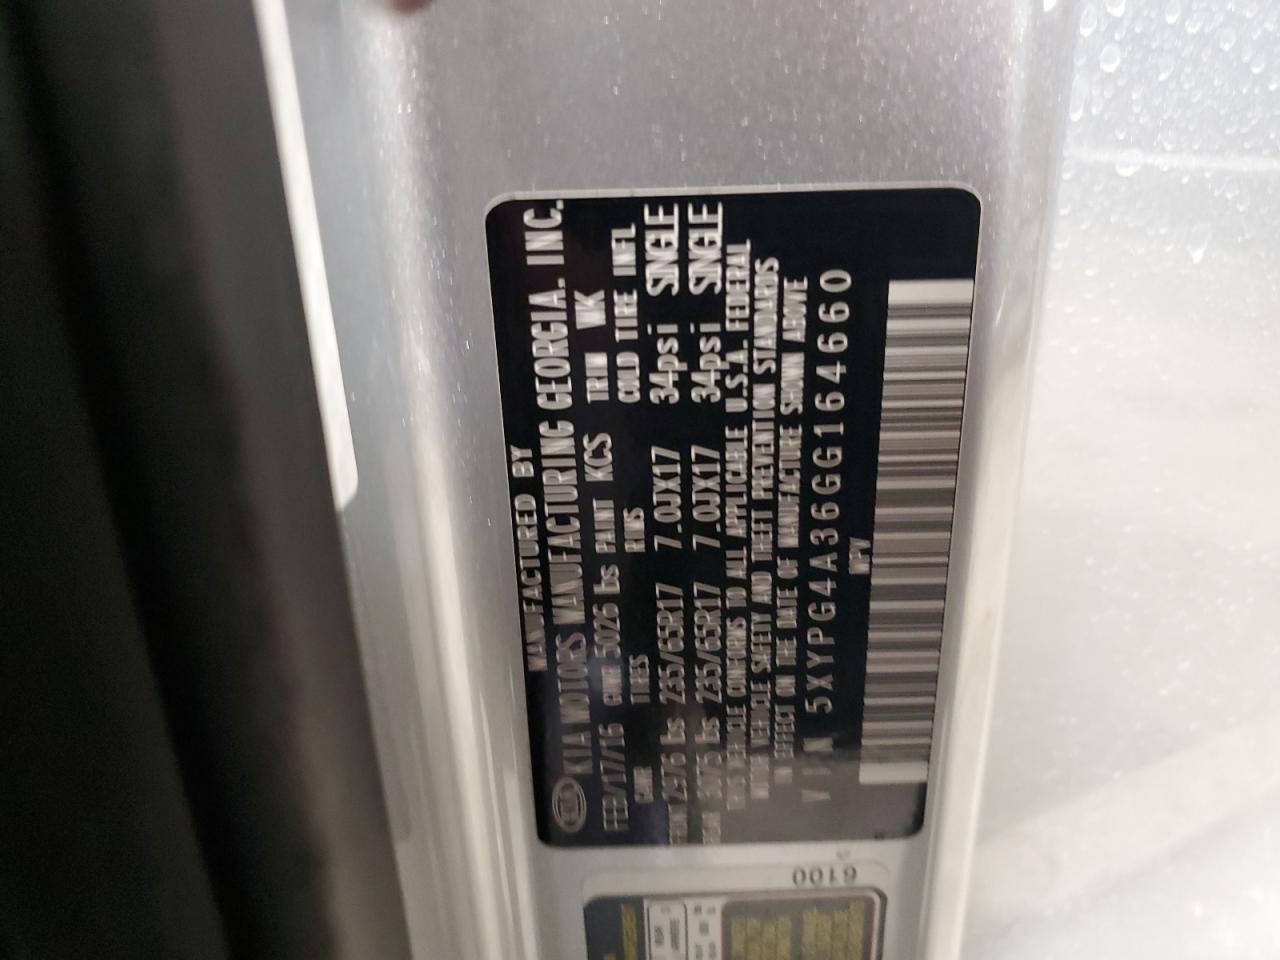 MANUFACTURED BY
KIA MOTORS MANUFACTURING GEORGIA. INC.
FEB/17/16 GVWR 5026 lbs PAINT KCS TRIM WK
GAWR TIRES RIMS COLD TIRE INFL
2976 lbs 235/65R17 7.0JX17 34psi SINGLE
3075 lbs 235/65R17 7.0JX17 34psi SINGLE
THIS VEHICLE CONFORMS TO ALL APPLICABLE U.S.A. FEDERAL
MOTOR VEHICLE SAFETY AND THEFT PREVENTION STANDARDS
IN EFFECT ON THE DATE OF MANUFACTURE SHOWN ABOVE
VIN 5XYPG4A36GG164660
MPV
6100